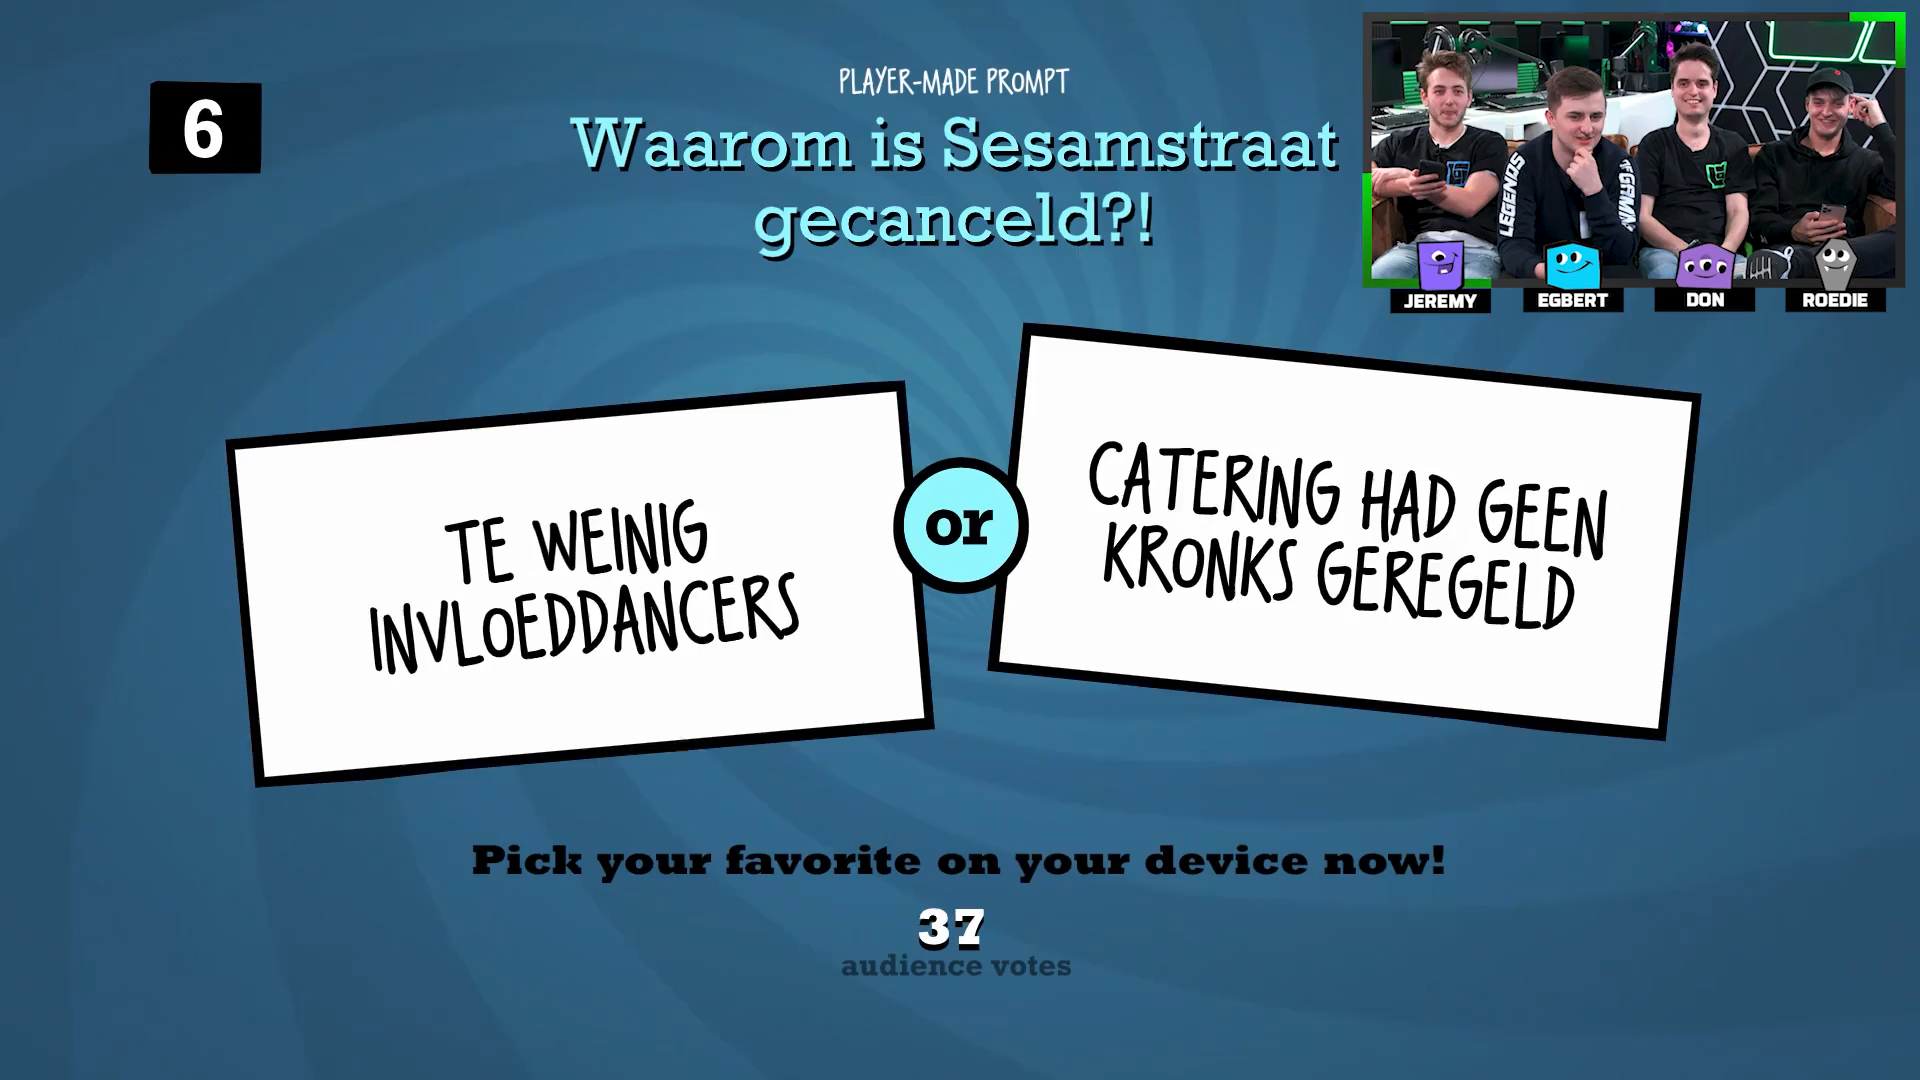 6
PLAYER-MADE PROMPT
Waarom is Sesamstraat
gecanceld?!
LEGENDS
JEREMY
EGBERT
DON
ROEDIE
TE WEINIG
INVLOEDDANCERS
or
CATERING HAD GEEN
KRONKS GEREGELD
Pick your favorite on your device now!
37
audience votes